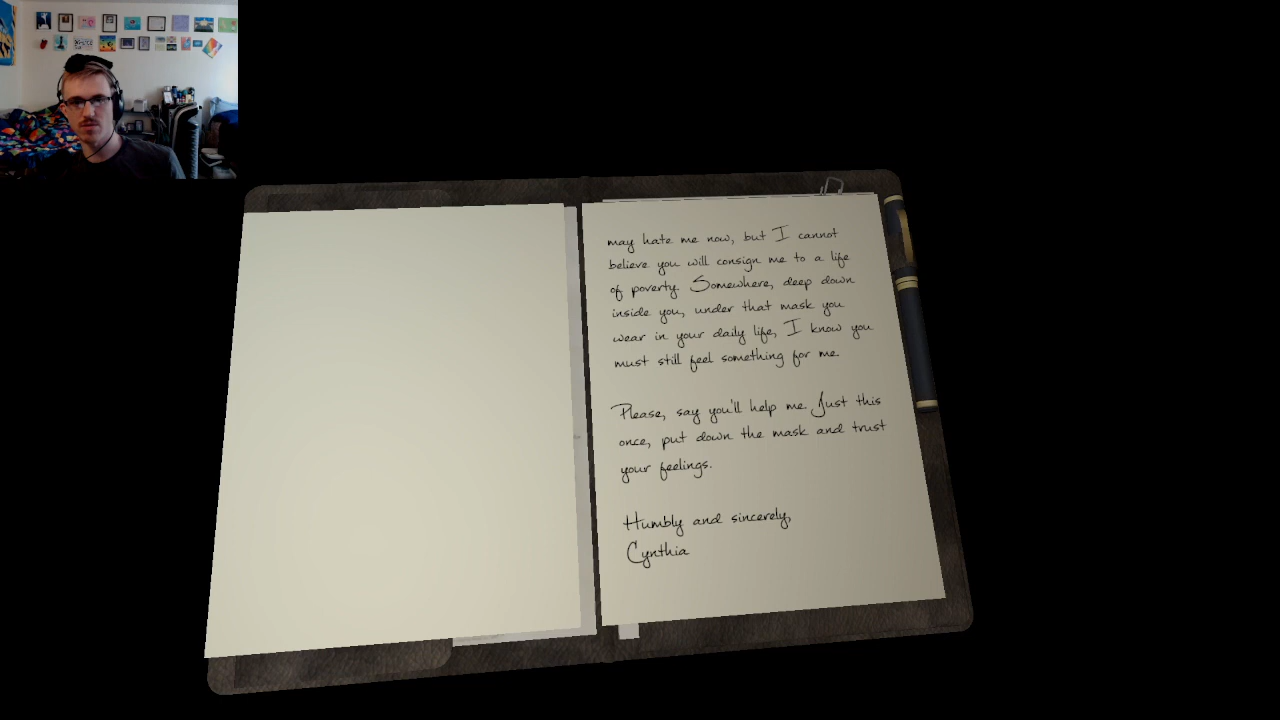 may hate me now, but I cannot
believe you will consign me to a life
of poverty. Somewhere, deep down
inside you, under that mask you
wear in your daily life, I know you
must still feel something for me.
Please, say you'll help me. Just this
once, put down the mask and trust
your feelings.
Humbly and sincerely,
Cynthia